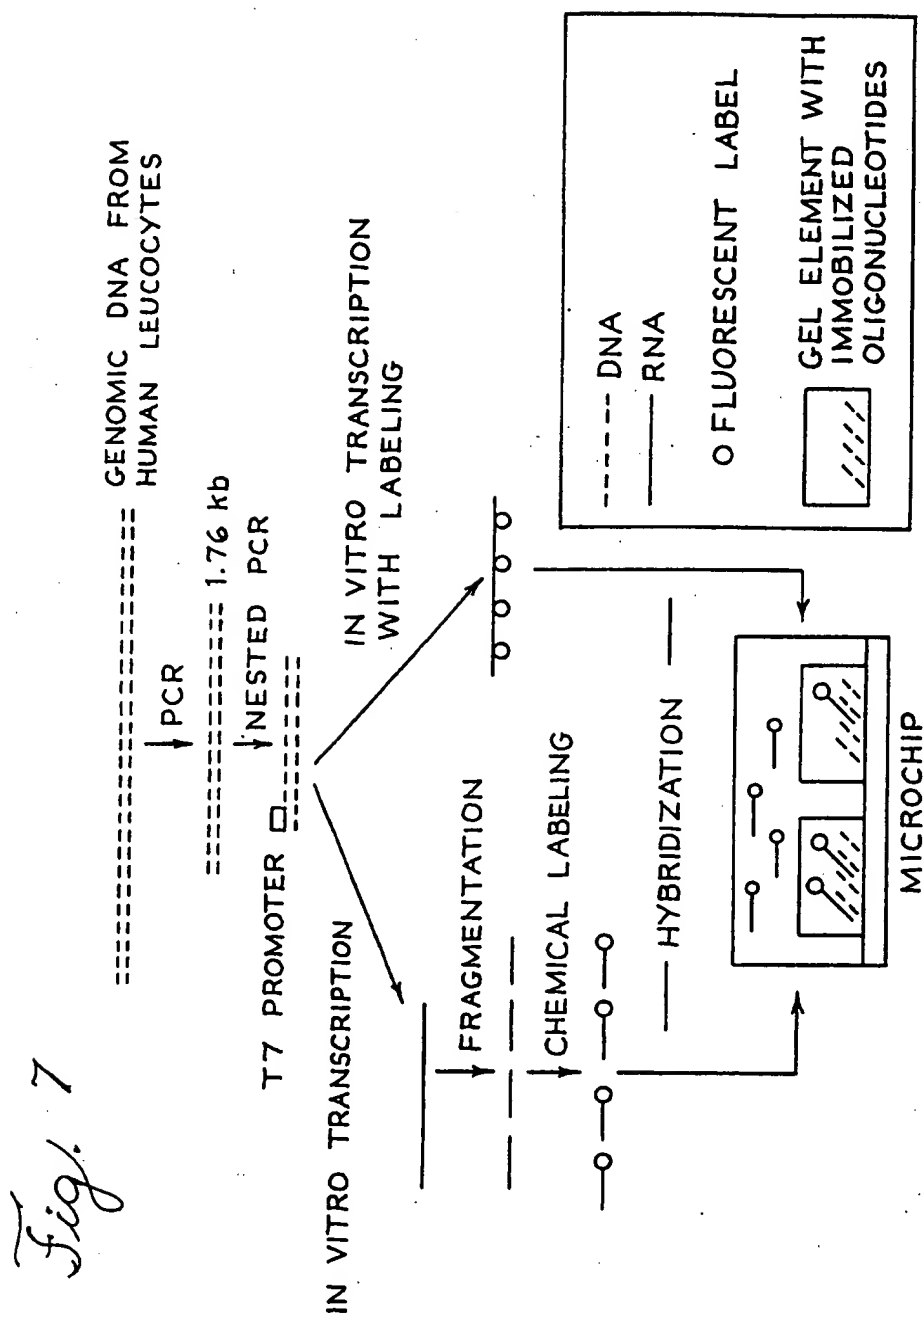 Fig. 7
GENOMIC DNA FROM
HUMAN LEUCOCYTES
PCR
1.76 kb
NESTED PCR
T7 PROMOTER
IN VITRO TRANSCRIPTION
IN VITRO TRANSCRIPTION
WITH LABELING
FRAGMENTATION
CHEMICAL LABELING
HYBRIDIZATION
MICROCHIP
DNA
RNA
FLUORESCENT LABEL
GEL ELEMENT WITH
IMMOBILIZED
OLIGONUCLEOTIDES